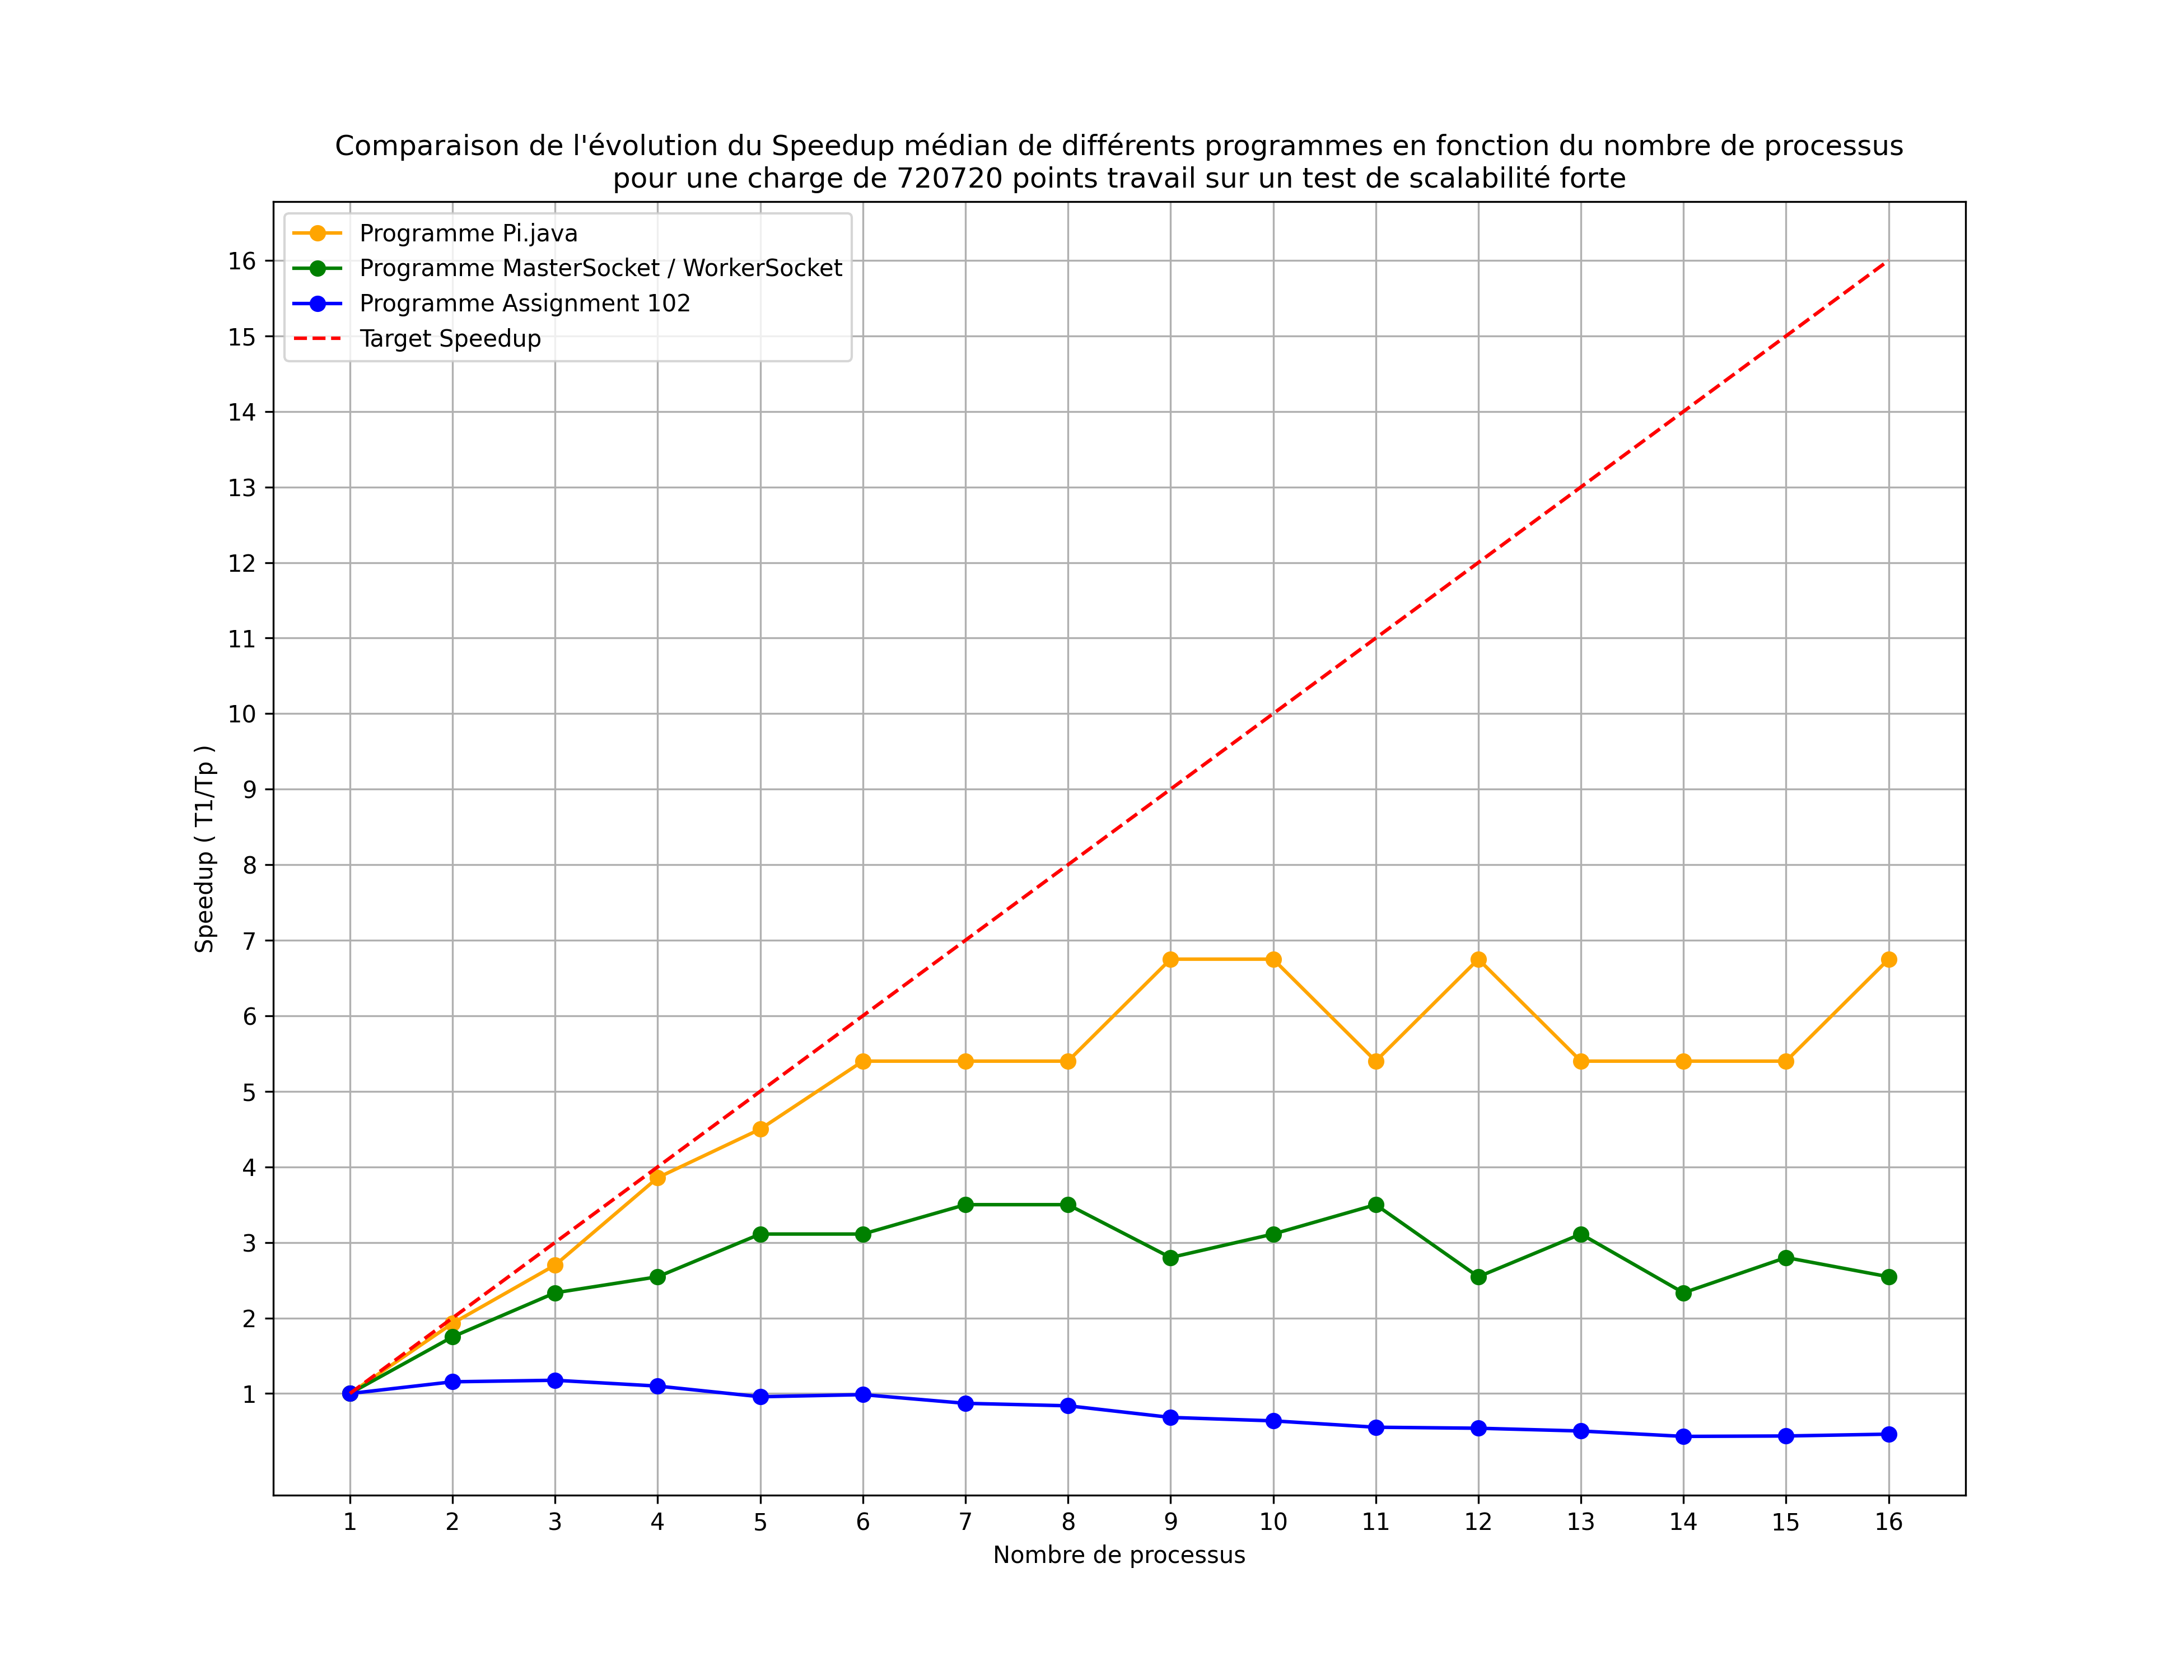 Comparaison de l'évolution du Speedup médian de différents programmes en fonction du nombre de processus
pour une charge de 720720 points travail sur un test de scalabilité forte
Programme Pi.java
Programme MasterSocket / WorkerSocket
Programme Assignment 102
Target Speedup
16
15
14
13
12
11
10
9
8
7
6
5
4
3
2
1
Speedup ( T1/Tp )
1 2 3 4 5 6 7 8 9 10 11 12 13 14 15 16
Nombre de processus